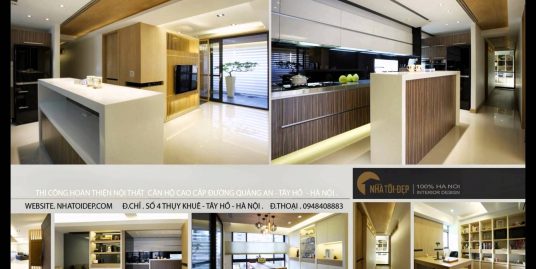 THI CÔNG HOÀN THIỆN NỘI THẤT CĂN HỘ CAO CẤP ĐƯỜNG QUẢNG AN - TÂY HỒ - HÀ NỘI .
NHÀ TÔI ĐẸP
100% HÀ NỘI
INTERIOR DESIGN
WEBSITE. NHATOIDEP.COM Đ.CHỈ . SỐ 4 THỤY KHUÊ - TÂY HỒ - HÀ NỘI . Đ.THOẠI . 0948408883